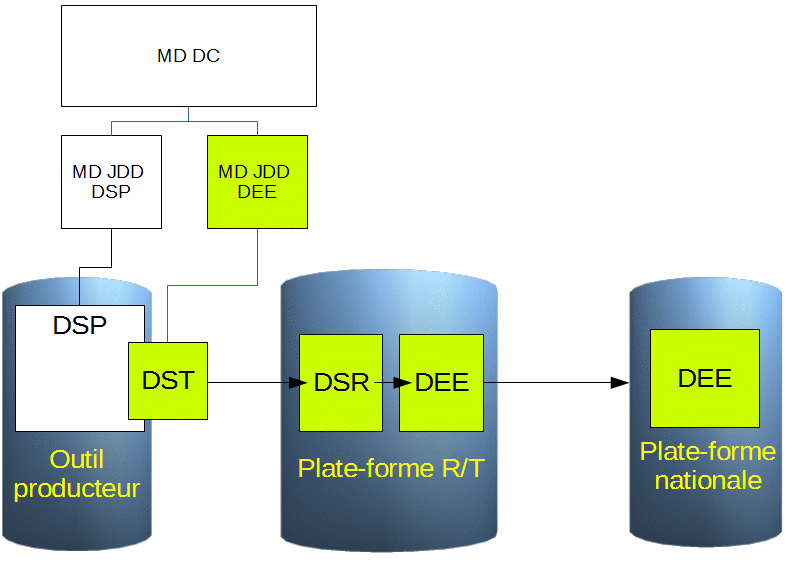 MD DC
MD JDD
DSP
MD JDD
DEE
DSP
DST
DSR
DEE
DEE
Outil
producteur
Plate-forme R/T
Plate-forme
nationale